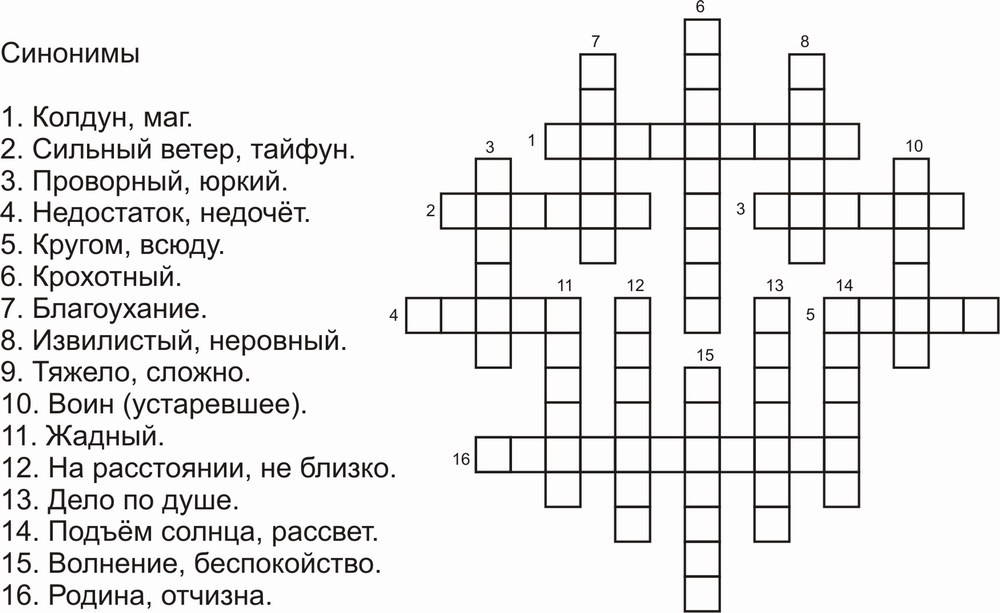 Синонимы
1. Колдун, маг.
2. Сильный ветер, тайфун.
3. Проворный, юркий.
4. Недостаток, недочёт.
5. Кругом, всюду.
6. Крохотный.
7. Благоухание.
8. Извилистый, неровный.
9. Тяжело, сложно.
10. Воин (устаревшее).
11. Жадный.
12. На расстоянии, не близко.
13. Дело по душе.
14. Подъём солнца, рассвет.
15. Волнение, беспокойство.
16. Родина, отчизна.
6
7
8
1
3
10
2
3
11
12
13
14
4
5
15
16